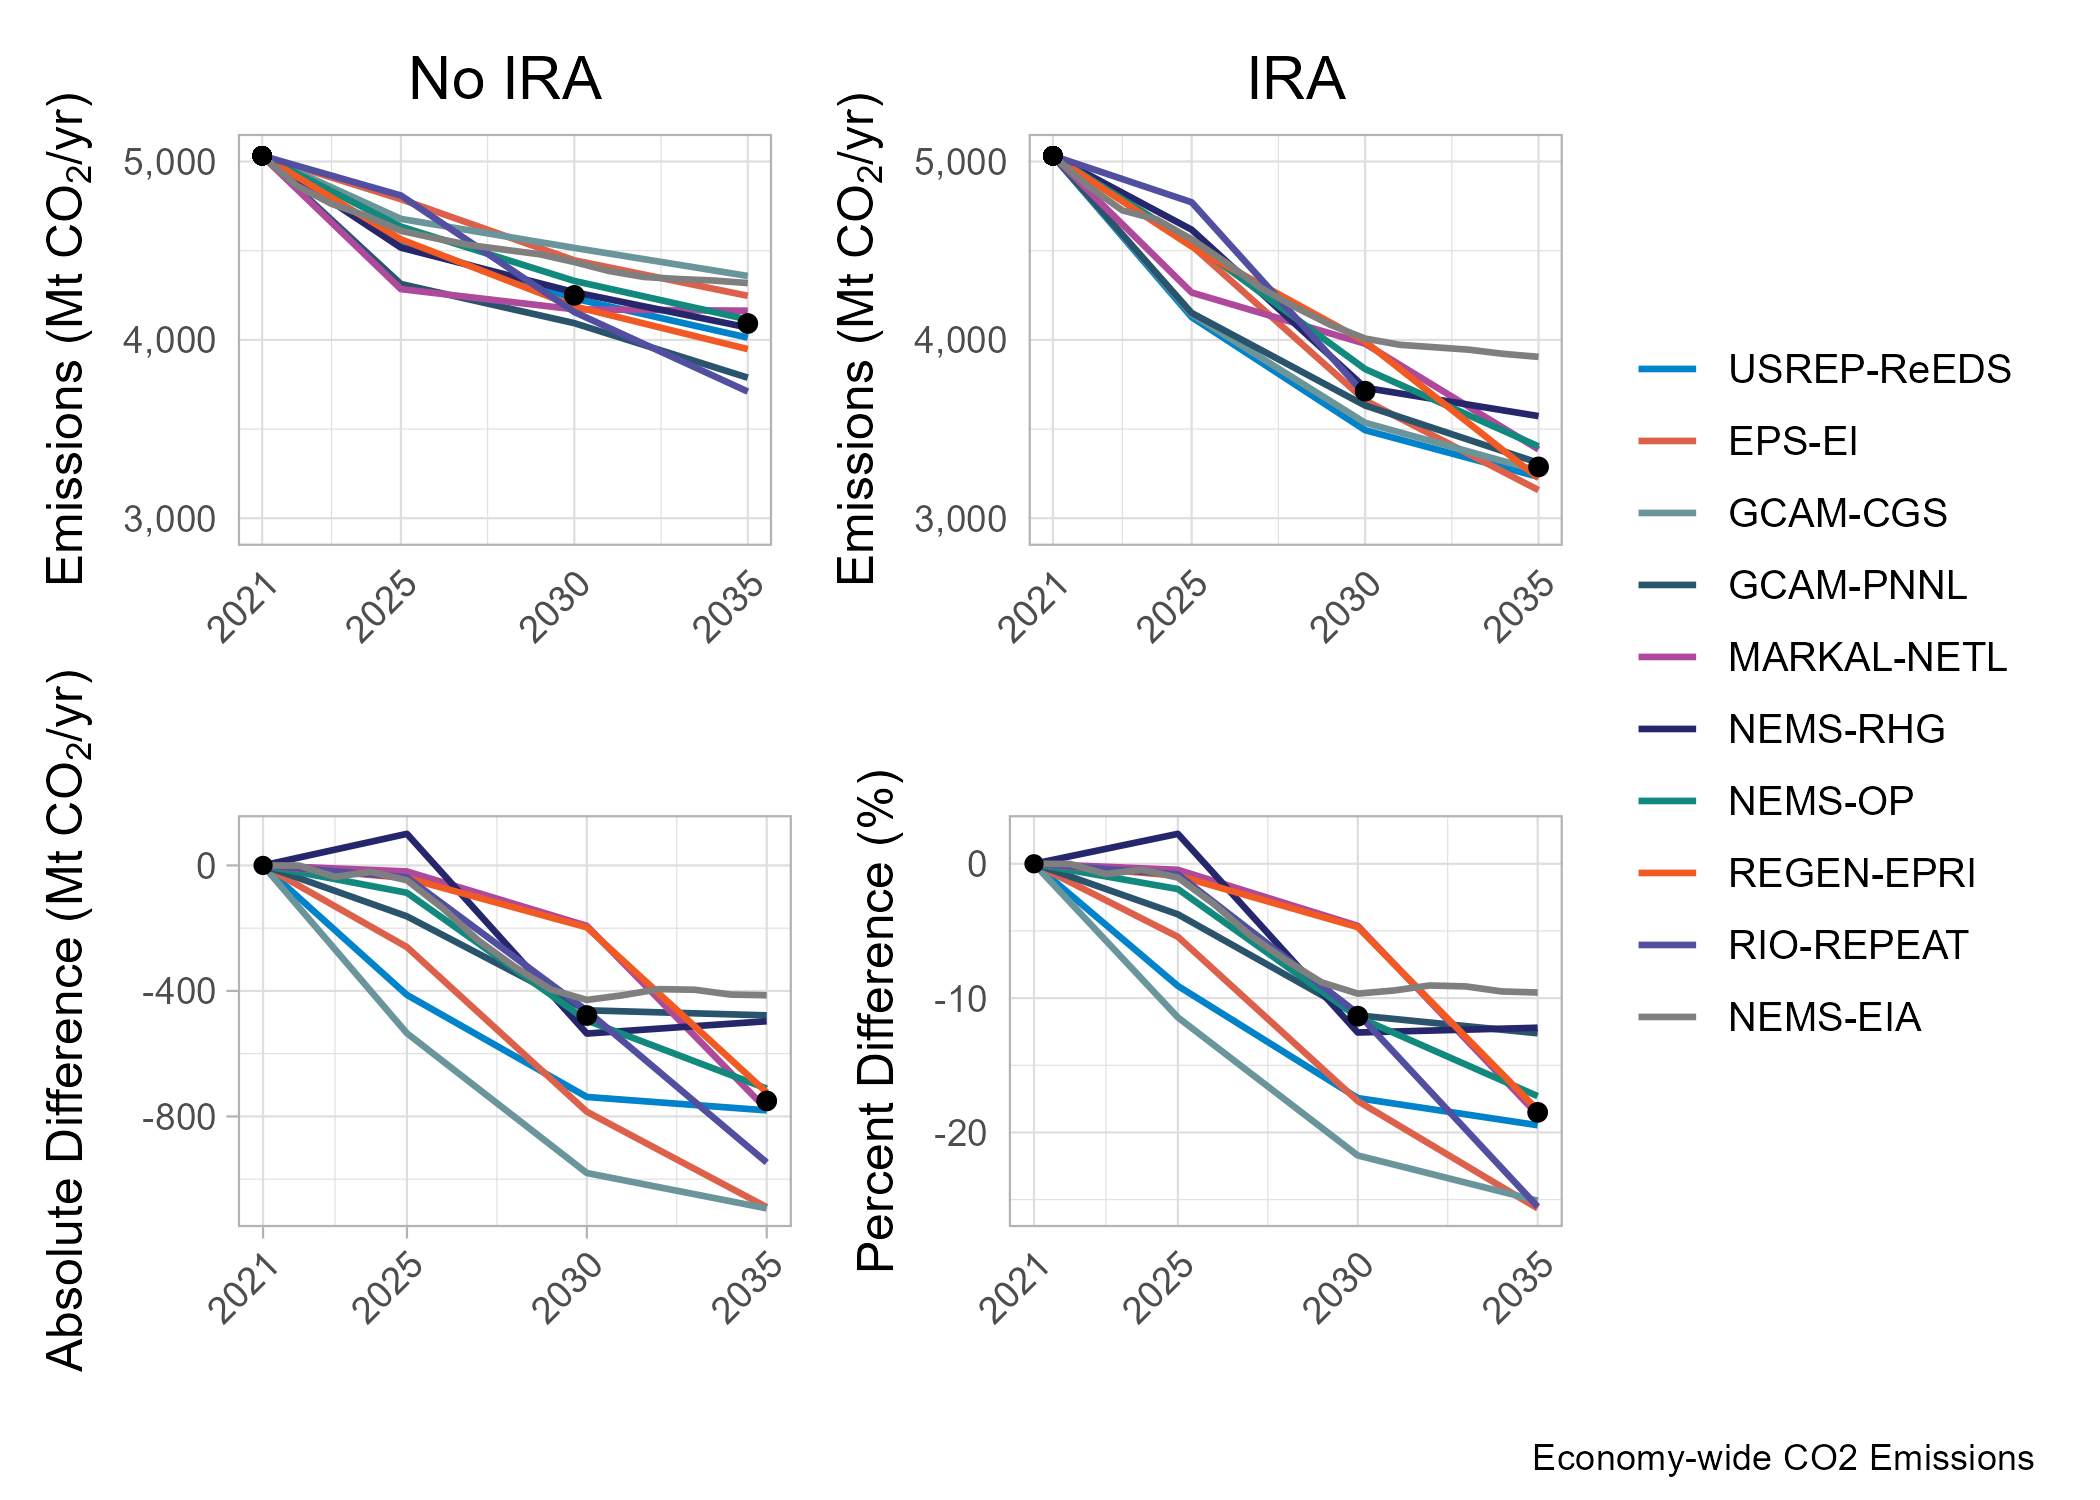 No IRA
Emissions (Mt CO2/yr)
5,000
4,000
3,000
2021
2025
2030
2035
IRA
Emissions (Mt CO2/yr)
5,000
4,000
3,000
2021
2025
2030
2035
Absolute Difference (Mt CO2/yr)
0
-400
-800
2021
2025
2030
2035
Percent Difference (%)
0
-10
-20
2021
2025
2030
2035
USREP-ReEDS
EPS-EI
GCAM-CGS
GCAM-PNNL
MARKAL-NETL
NEMS-RHG
NEMS-OP
REGEN-EPRI
RIO-REPEAT
NEMS-EIA
Economy-wide CO2 Emissions